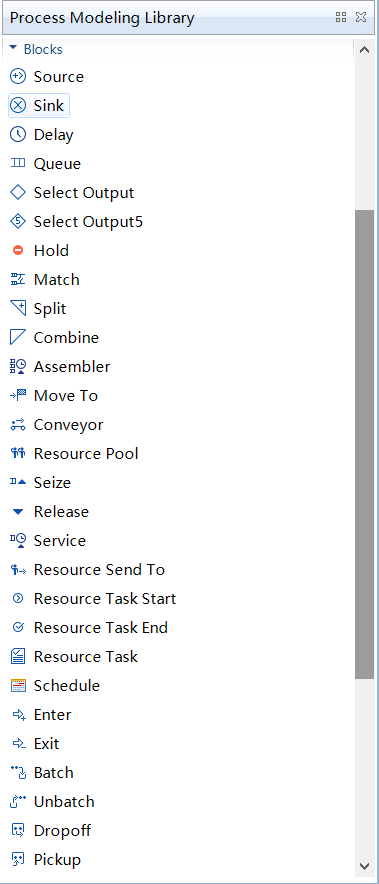 Process Modeling Library
Blocks
Source
Sink
Delay
Queue
Select Output
Select Output5
Hold
Match
Split
Combine
Assembler
Move To
Conveyor
Resource Pool
Seize
Release
Service
Resource Send To
Resource Task Start
Resource Task End
Resource Task
Schedule
Enter
Exit
Batch
Unbatch
Dropoff
Pickup